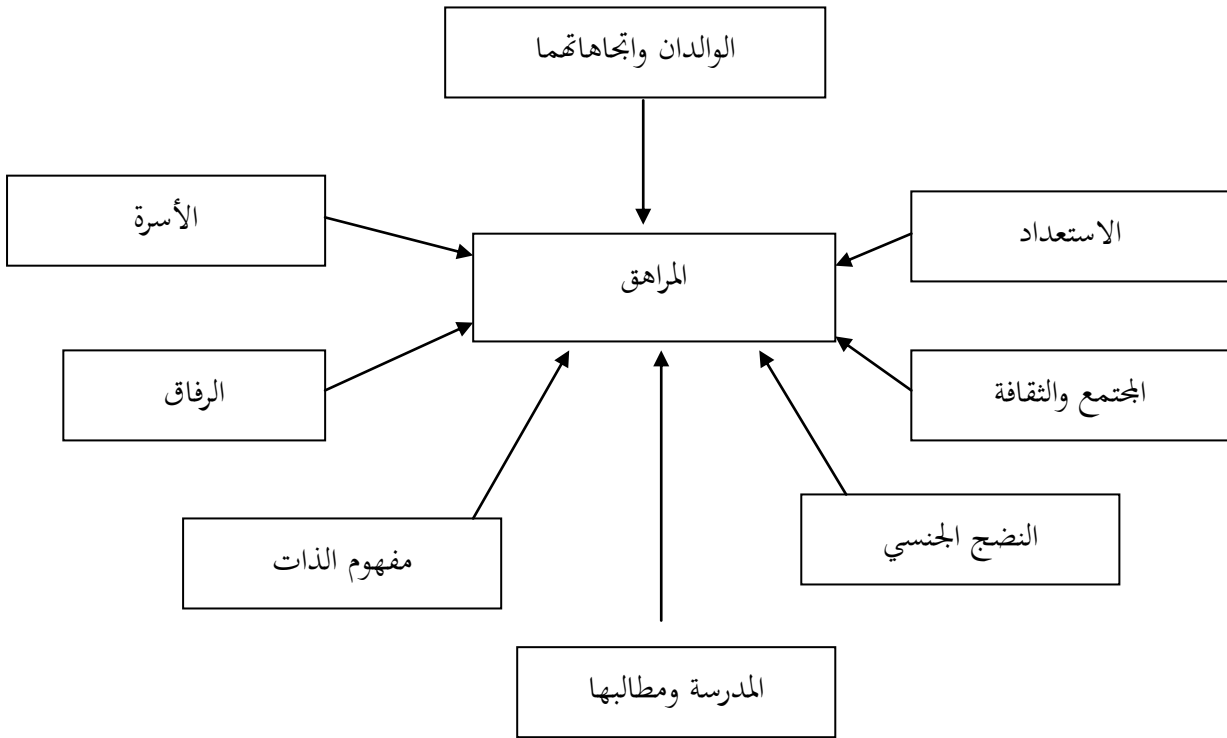 الوالدان واتجاهاتهما
الاستعداد
الأسرة
المراهق
المجتمع والثقافة
الرفاق
النضج الجنسي
مفهوم الذات
المدرسة ومطالبها